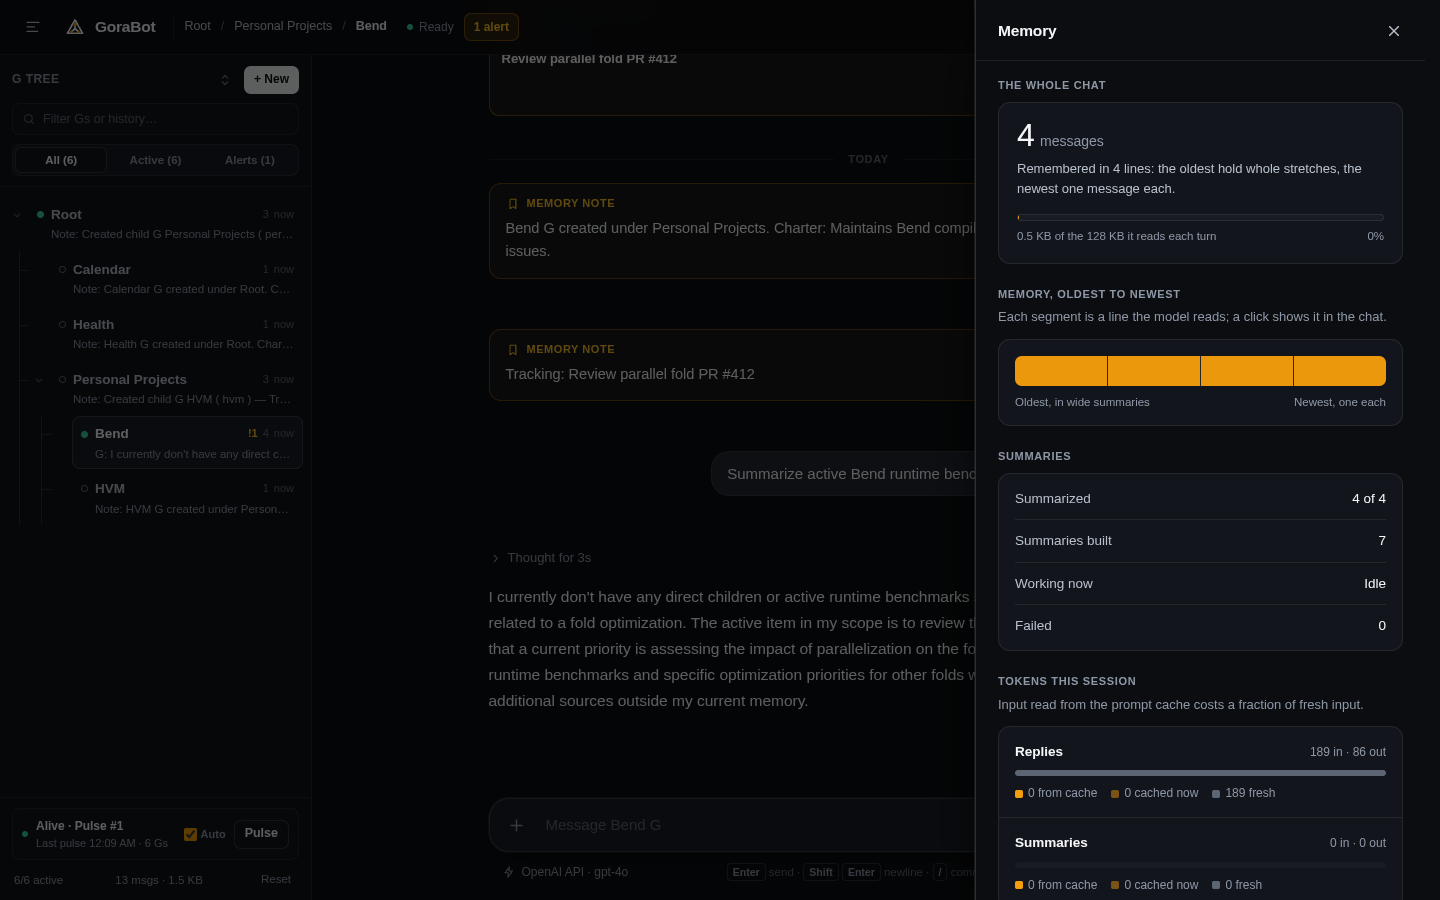 GoraBot
Root / Personal Projects / Bend
Ready
1 alert
G TREE
+ New
Filter Gs or history…
All (6)
Active (6)
Alerts (1)
Root
3 now
Note: Created child G Personal Projects ( per…
Calendar
1 now
Note: Calendar G created under Root. C…
Health
1 now
Note: Health G created under Root. Char…
Personal Projects
3 now
Note: Created child G HVM ( hvm ) — Tr…
Bend
!1 4 now
G: I currently don't have any direct c…
HVM
1 now
Note: HVM G created under Person…
Alive · Pulse #1
Last pulse 12:09 AM · 6 Gs
Auto
Pulse
6/6 active
13 msgs · 1.5 KB
Reset
Review parallel fold PR #412
TODAY
MEMORY NOTE
Bend G created under Personal Projects. Charter: Maintains Bend
issues.
MEMORY NOTE
Tracking: Review parallel fold PR #412
Summarize active Bend runtime
Thought for 3s
I currently don't have any direct children or active runtime benchmarks
related to a fold optimization. The active item in my scope is to review
that a current priority is assessing the impact of parallelization on the
runtime benchmarks and specific optimization priorities for other folds
additional sources outside my current memory.
Message Bend G
OpenAI API · gpt-4o
Enter send · Shift Enter newline · /
Memory
THE WHOLE CHAT
4 messages
Remembered in 4 lines: the oldest hold whole stretches, the
newest one message each.
0.5 KB of the 128 KB it reads each turn
0%
MEMORY, OLDEST TO NEWEST
Each segment is a line the model reads; a click shows it in the chat.
Oldest, in wide summaries
Newest, one each
SUMMARIES
Summarized
4 of 4
Summaries built
7
Working now
Idle
Failed
0
TOKENS THIS SESSION
Input read from the prompt cache costs a fraction of fresh input.
Replies
189 in · 86 out
0 from cache
0 cached now
189 fresh
Summaries
0 in · 0 out
0 from cache
0 cached now
0 fresh